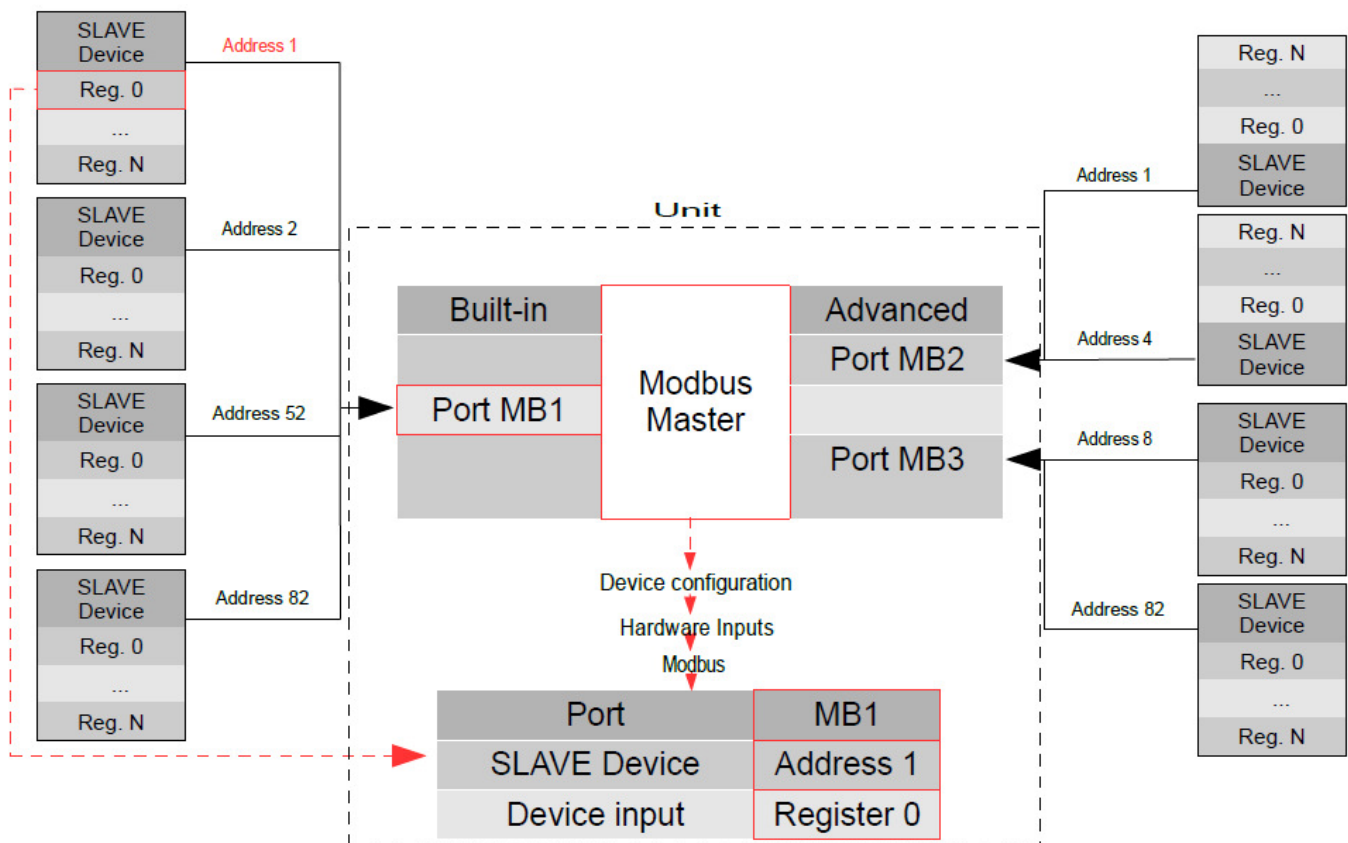 SLAVE
Device
Reg. 0
...
Reg. N
Address 1
SLAVE
Device
Reg. 0
...
Reg. N
Address 2
SLAVE
Device
Reg. 0
...
Reg. N
Address 52
SLAVE
Device
Reg. 0
...
Reg. N
Address 82
Unit
Built-in
Port MB1
Modbus
Master
Advanced
Port MB2
Port MB3
Device configuration
Hardware Inputs
Modbus
Port MB1
SLAVE Device Address 1
Device input Register 0
Address 1
Reg. N
...
Reg. 0
SLAVE
Device
Address 4
Reg. N
...
Reg. 0
SLAVE
Device
Address 8
SLAVE
Device
Reg. 0
...
Reg. N
Address 82
SLAVE
Device
Reg. 0
...
Reg. N